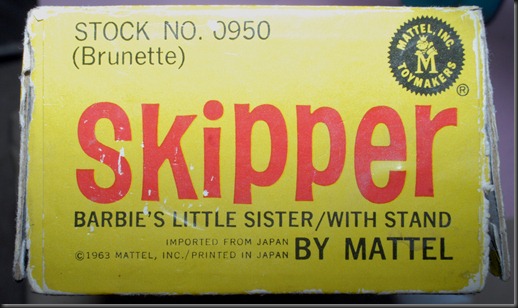 STOCK NO. 0950
(Brunette)
MATTEL, INC.
M
TOYMAKERS
®
skipper
BARBIE'S LITTLE SISTER/WITH STAND
IMPORTED FROM JAPAN
©1963 MATTEL, INC./PRINTED IN JAPAN
BY MATTEL